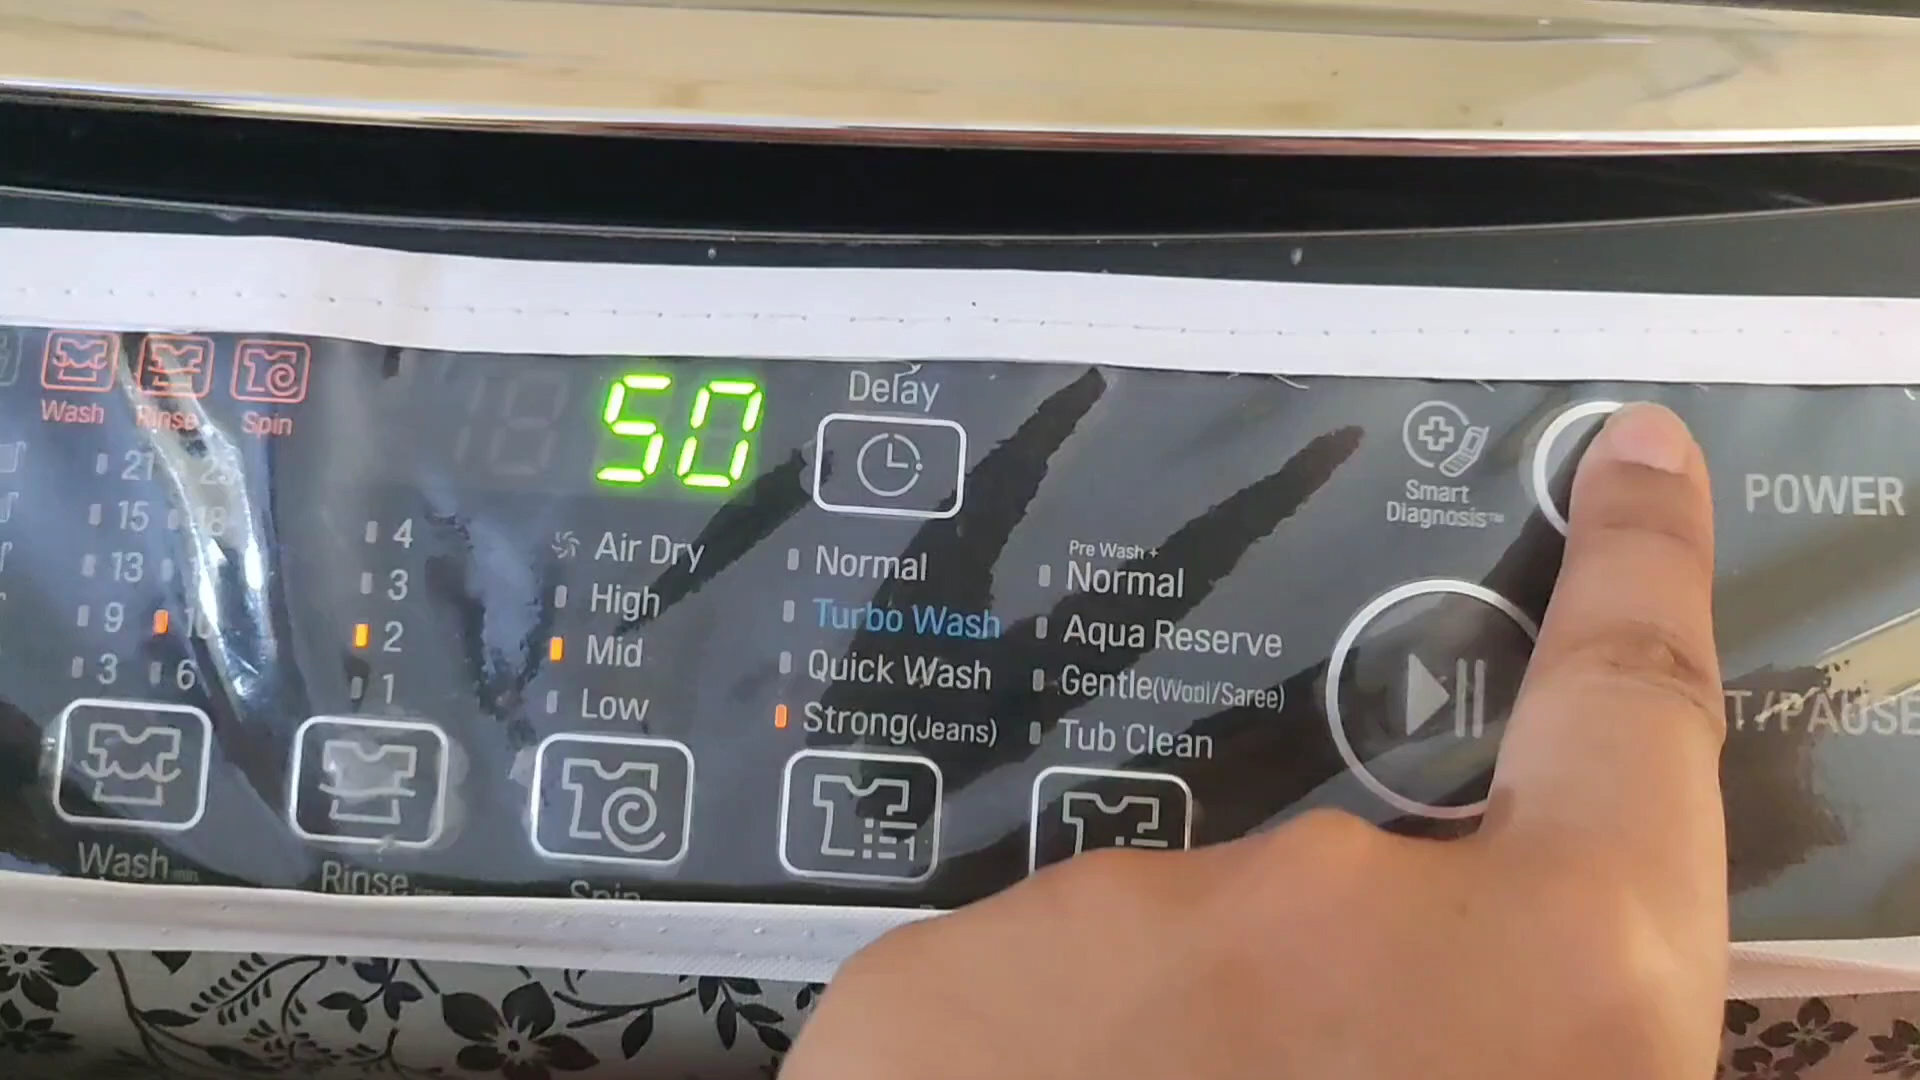 Wash
Rinse
Spin
50
Delay
21
15
18
13
9
10
3
6
4
3
2
1
Air Dry
High
Mid
Low
Normal
Turbo Wash
Quick Wash
Strong(Jeans)
Pre Wash +
Normal
Aqua Reserve
Gentle(Wool/Saree)
Tub Clean
1
Smart
Diagnosis™
POWER
T/PAUSE
Wash
Rinse
Spin